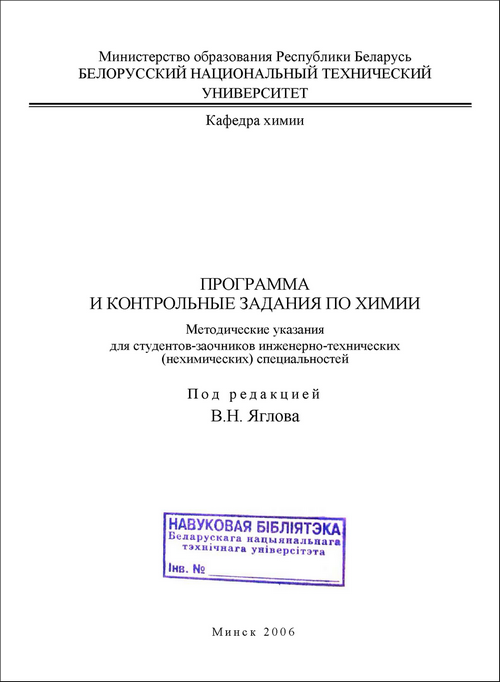 Министерство образования Республики Беларусь
БЕЛОРУССКИЙ НАЦИОНАЛЬНЫЙ ТЕХНИЧЕСКИЙ
УНИВЕРСИТЕТ
Кафедра химии
ПРОГРАММА
И КОНТРОЛЬНЫЕ ЗАДАНИЯ ПО ХИМИИ
Методические указания
для студентов-заочников инженерно-технических
(нехимических) специальностей
Под редакцией
В.Н. Яглова
НАВУКОВАЯ БІБЛІЯТЭКА
Беларускага нацыянальнага
тэхнічнага універсітэта
Інв. №
Минск 2006